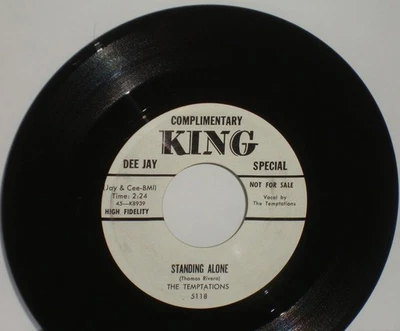 COMPLIMENTARY
KING
DEE JAY SPECIAL
Jay & Cee-BMI
Time: 2:24
45—K8939
HIGH FIDELITY
NOT FOR SALE
Vocal by
The Temptations
STANDING ALONE
(Thomas Rivera)
THE TEMPTATIONS
5118